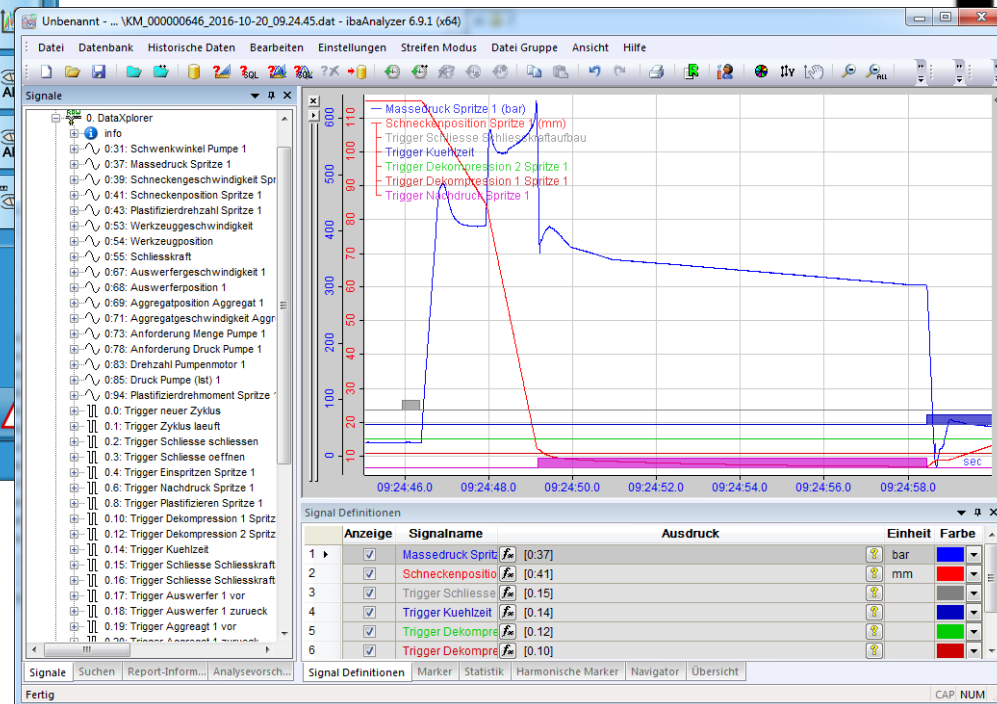 Unbenannt - ... \KM_000000646_2016-10-20_09.24.45.dat - ibaAnalyzer 6.9.1 (x64)
Datei Datenbank Historische Daten Bearbeiten Einstellungen Streifen Modus Datei Gruppe Ansicht Hilfe
SQL
ALL
Signale
0. DataXplorer
info
0:31: Schwenkwinkel Pumpe 1
0:37: Massedruck Spritze 1
0:39: Schneckengeschwindigkeit Spr
0:41: Schneckenposition Spritze 1
0:43: Plastifizierdrehzahl Spritze 1
0:53: Werkzeuggeschwindigkeit
0:54: Werkzeugposition
0:55: Schliesskraft
0:67: Auswerfergeschwindigkeit 1
0:68: Auswerferposition 1
0:69: Aggregatposition Aggregat 1
0:71: Aggregatgeschwindigkeit Aggr
0:73: Anforderung Menge Pumpe 1
0:78: Anforderung Druck Pumpe 1
0:83: Drehzahl Pumpenmotor 1
0:85: Druck Pumpe (Ist) 1
0:94: Plastifizierdrehmoment Spritze
0.0: Trigger neuer Zyklus
0.1: Trigger Zyklus laeuft
0.2: Trigger Schliesse schliessen
0.3: Trigger Schliesse oeffnen
0.4: Trigger Einspritzen Spritze 1
0.6: Trigger Nachdruck Spritze 1
0.8: Trigger Plastifizieren Spritze 1
0.10: Trigger Dekompression 1 Spritz
0.12: Trigger Dekompression 2 Spritz
0.14: Trigger Kuehlzeit
0.15: Trigger Schliesse Schliesskraft
0.16: Trigger Schliesse Schliesskraft
0.17: Trigger Auswerfer 1 vor
0.18: Trigger Auswerfer 1 zurueck
0.19: Trigger Aggreagt 1 vor
0.20: Trigger Aggreagt 1 zurueck
Signale Suchen Report-Inform... Analysevorsch...
Massedruck Spritze 1 (bar)
Schneckenposition Spritze 1 (mm)
Trigger Schliesse Schliesskraftaufbau
Trigger Kuehlzeit
Trigger Dekompression 2 Spritze 1
Trigger Dekompression 1 Spritze 1
Trigger Nachdruck Spritze 1
600 500 400 300 200 100 0
110 100 90 80 70 60 50 40 30 20 10
sec
09:24:46.0 09:24:48.0 09:24:50.0 09:24:52.0 09:24:54.0 09:24:56.0 09:24:58.0
Signal Definitionen
Anzeige Signalname Ausdruck Einheit Farbe
1 Massedruck Spritz fx [0:37] ? bar
2 Schneckenpositio fx [0:41] ? mm
3 Trigger Schliesse fx [0.15] ?
4 Trigger Kuehlzeit fx [0.14] ?
5 Trigger Dekompre fx [0.12] ?
6 Trigger Dekompre fx [0.10] ?
Signal Definitionen Marker Statistik Harmonische Marker Navigator Übersicht
Fertig
CAP NUM